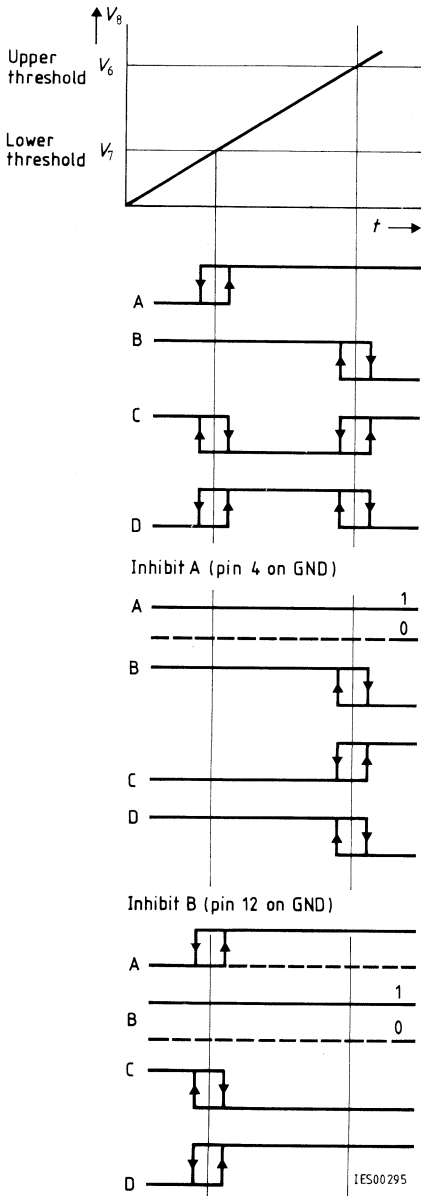 V8
Upper threshold V6
Lower threshold V7
t
A
B
C
D
Inhibit A (pin 4 on GND)
A 1
0
B
C
D
Inhibit B (pin 12 on GND)
A
1
B
0
C
D
IES00295